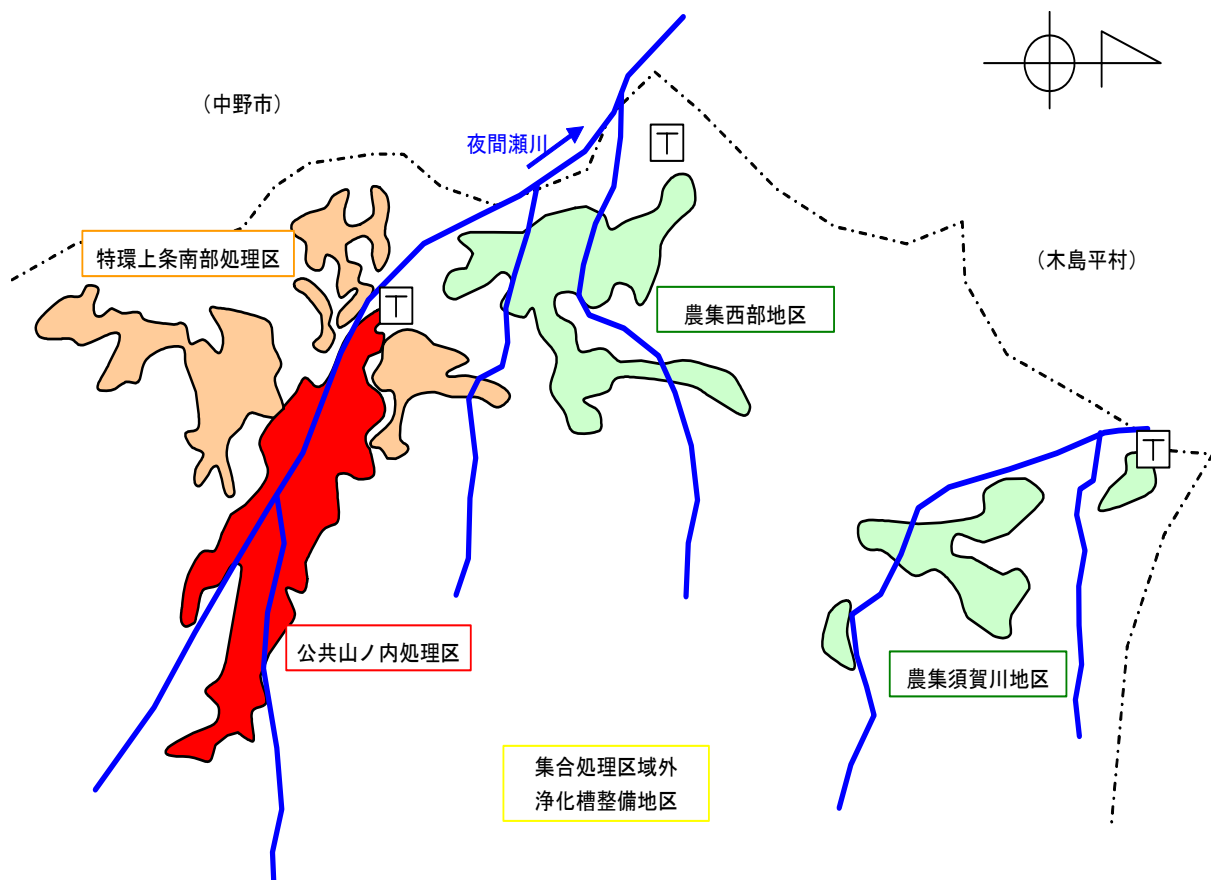 （中野市）
夜間瀬川
T
特環上条南部処理区
（木島平村）
T
農集西部地区
T
公共山ノ内処理区
農集須賀川地区
集合処理区域外
浄化槽整備地区